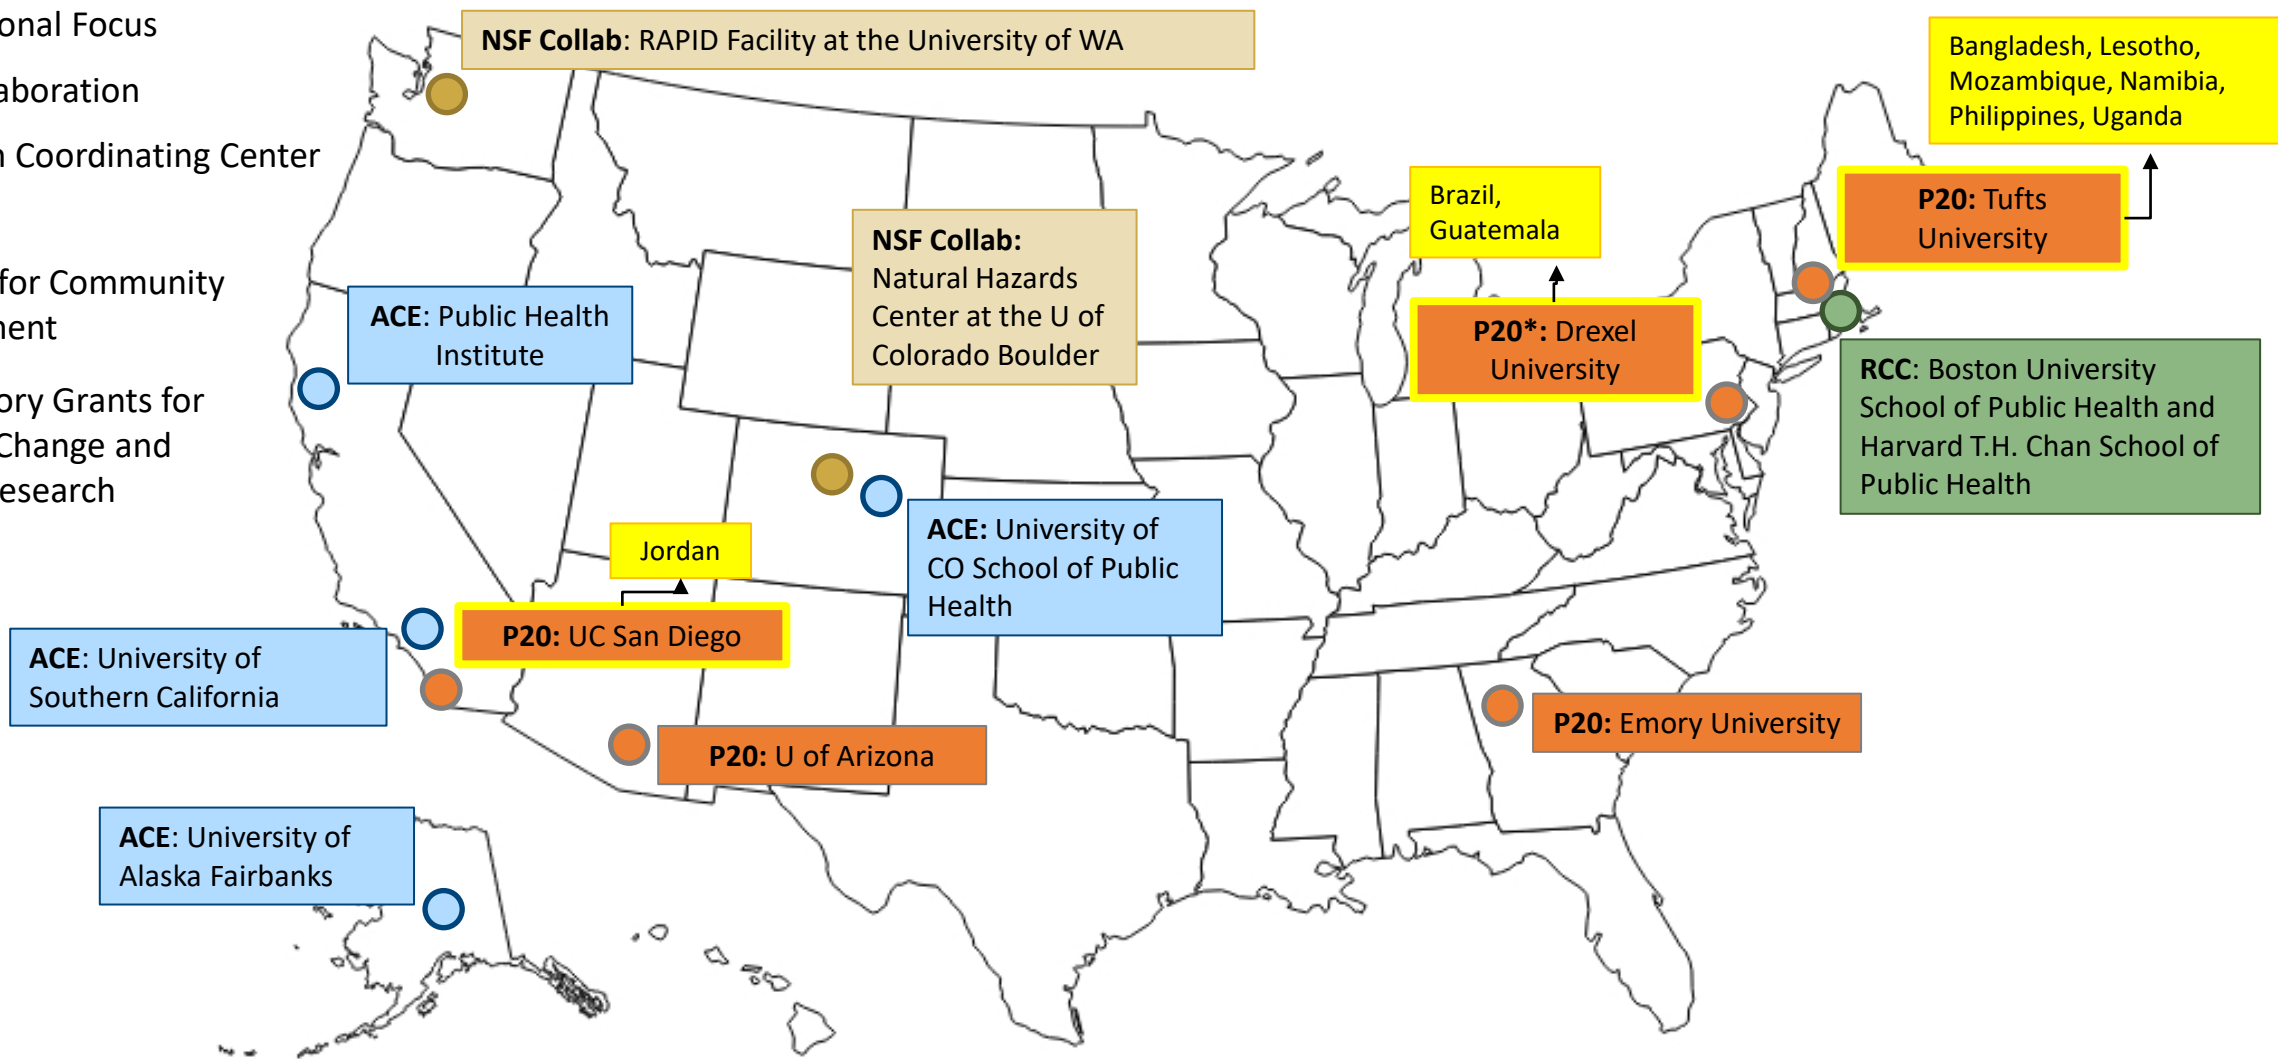 onal Focus
aboration
n Coordinating Center
for Community
nent
ory Grants for
Change and
esearch
NSF Collab: RAPID Facility at the University of WA
Bangladesh, Lesotho,
Mozambique, Namibia,
Philippines, Uganda
P20: Tufts
University
Brazil,
Guatemala
P20*: Drexel
University
NSF Collab:
Natural Hazards
Center at the U of
Colorado Boulder
ACE: Public Health
Institute
RCC: Boston University
School of Public Health and
Harvard T.H. Chan School of
Public Health
ACE: University of
CO School of Public
Health
Jordan
P20: UC San Diego
ACE: University of
Southern California
P20: U of Arizona
P20: Emory University
ACE: University of
Alaska Fairbanks